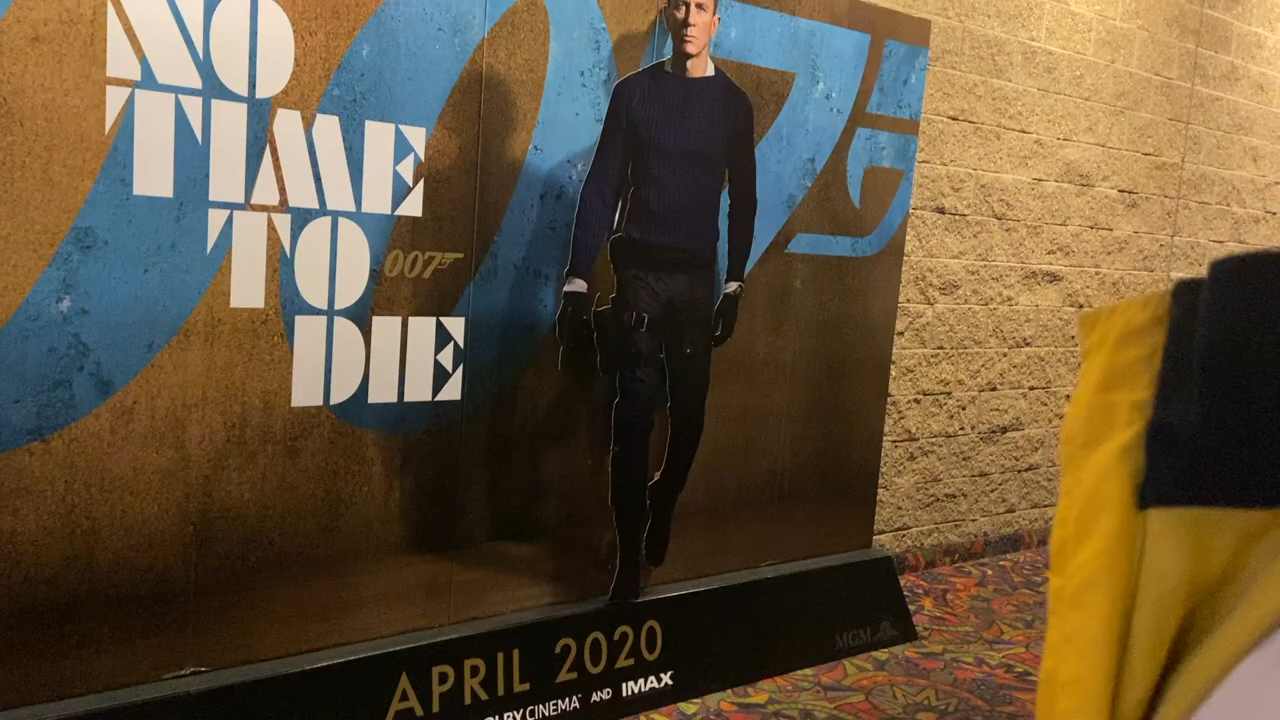 NO
TIME
TO
DIE
007
007
APRIL 2020
CINEMA AND IMAX
MGM